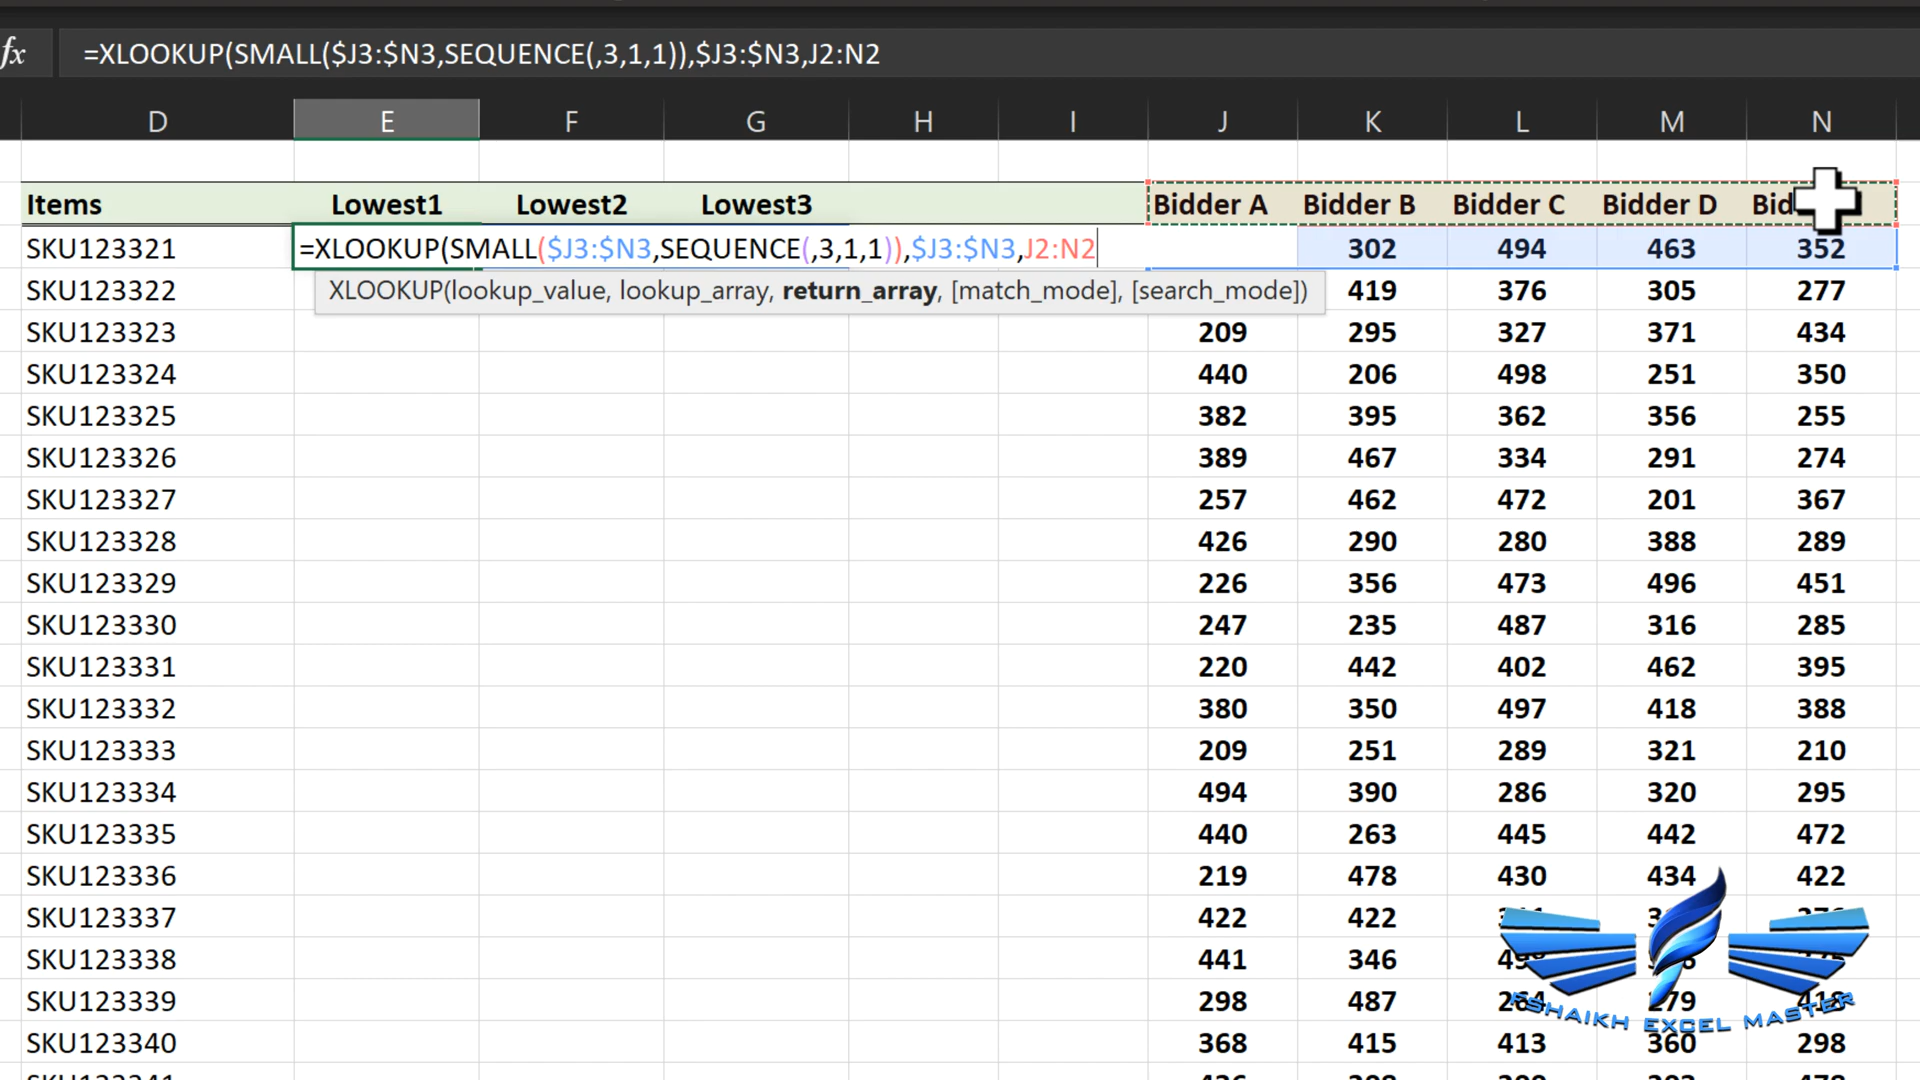 fx =XLOOKUP(SMALL($J3:$N3,SEQUENCE(,3,1,1)),$J3:$N3,J2:N2
D E F G H I J K L M N
Items Lowest1 Lowest2 Lowest3 Bidder A Bidder B Bidder C Bidder D
SKU123321 =XLOOKUP(SMALL($J3:$N3,SEQUENCE(,3,1,1)),$J3:$N3,J2:N2 302 494 463 352
XLOOKUP(lookup_value, lookup_array, return_array, [match_mode], [search_mode])
SKU123322 419 376 305 277
SKU123323 209 295 327 371 434
SKU123324 440 206 498 251 350
SKU123325 382 395 362 356 255
SKU123326 389 467 334 291 274
SKU123327 257 462 472 201 367
SKU123328 426 290 280 388 289
SKU123329 226 356 473 496 451
SKU123330 247 235 487 316 285
SKU123331 220 442 402 462 395
SKU123332 380 350 497 418 388
SKU123333 209 251 289 321 210
SKU123334 494 390 286 320 295
SKU123335 440 263 445 442 472
SKU123336 219 478 430 434 422
SKU123337 422 422
SKU123338 441 346
SKU123339 298 487
FSHAIKH EXCEL MASTER
SKU123340 368 415 413 360 298